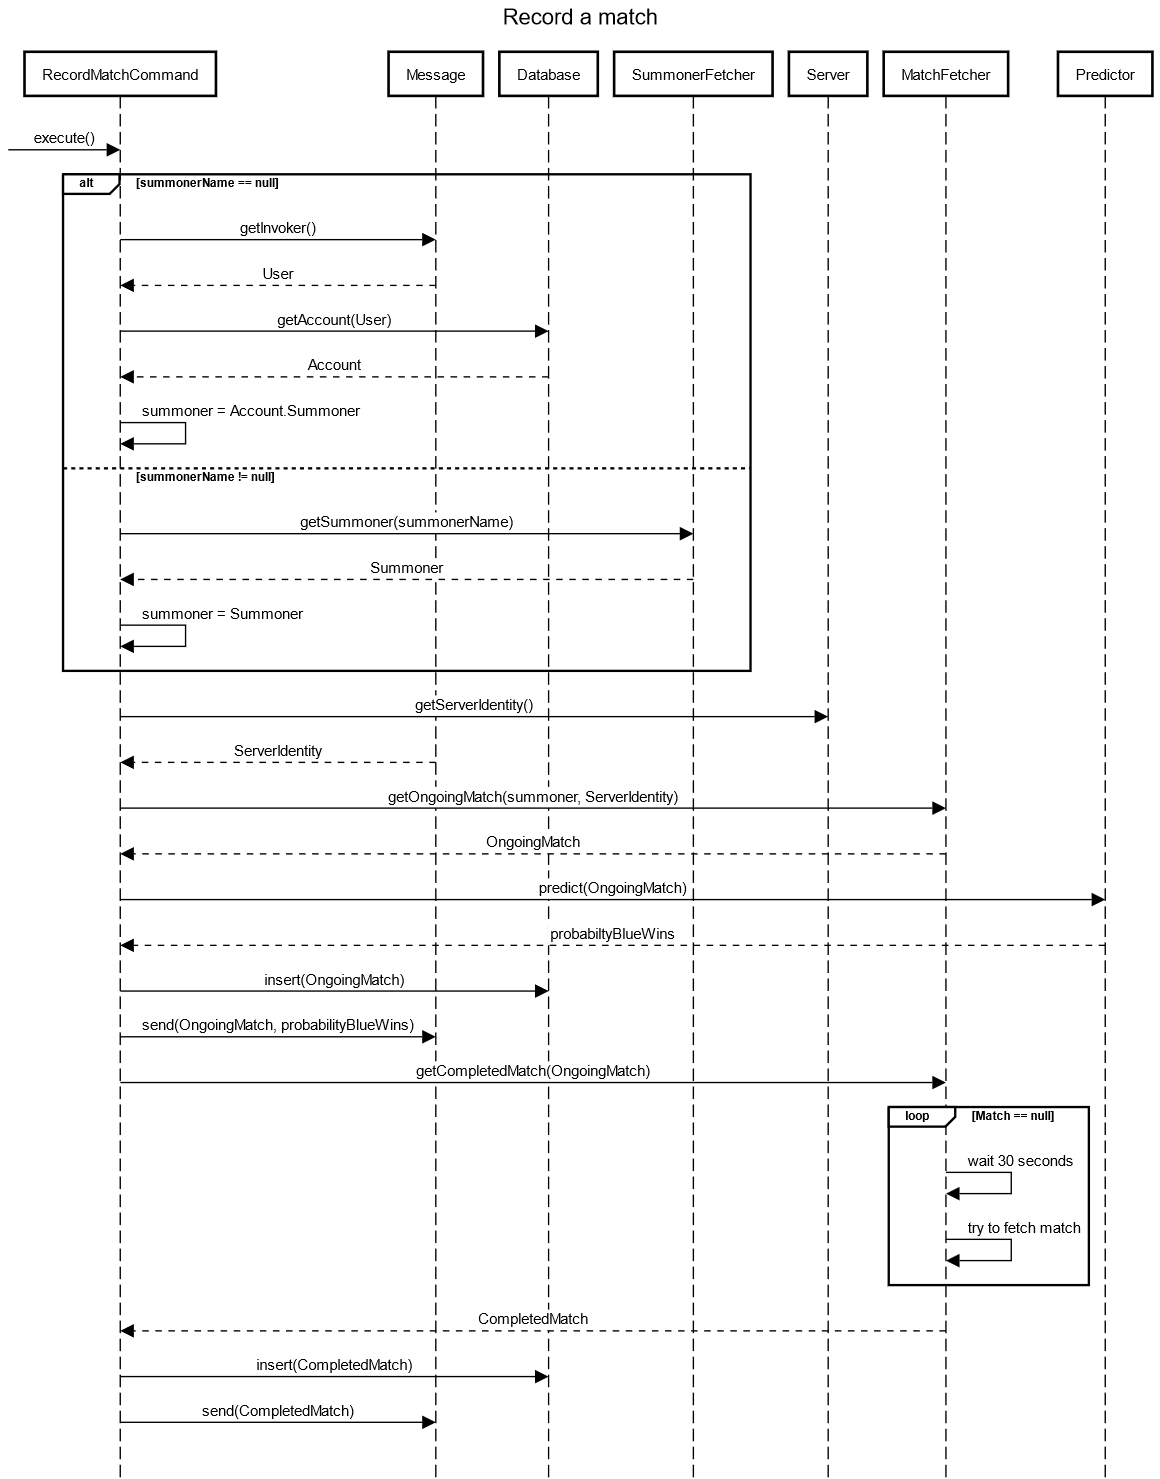 Record a match
RecordMatchCommand
Message
Database
SummonerFetcher
Server
MatchFetcher
Predictor
execute()
alt
[summonerName == null]
getInvoker()
User
getAccount(User)
Account
summoner = Account.Summoner
[summonerName != null]
getSummoner(summonerName)
Summoner
summoner = Summoner
getServerIdentity()
ServerIdentity
getOngoingMatch(summoner, ServerIdentity)
OngoingMatch
predict(OngoingMatch)
probabiltyBlueWins
insert(OngoingMatch)
send(OngoingMatch, probabilityBlueWins)
getCompletedMatch(OngoingMatch)
loop
[Match == null]
wait 30 seconds
try to fetch match
CompletedMatch
insert(CompletedMatch)
send(CompletedMatch)